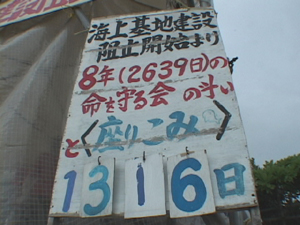 海上基地建設
阻止開始より
8年(2639日)の
命を守る会の斗い
と〈座りこみ〉
1316日